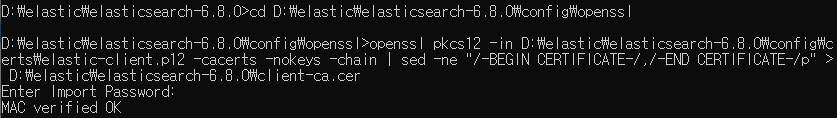 D:₩elastic₩elasticsearch-6.8.0>cd D:₩elastic₩elasticsearch-6.8.0₩config₩openssl
D:₩elastic₩elasticsearch-6.8.0₩config₩openssl>openssl pkcs12 -in D:₩elastic₩elasticsearch-6.8.0₩config₩c
erts₩elastic-client.p12 -cacerts -nokeys -chain | sed -ne "/-BEGIN CERTIFICATE-/,/-END CERTIFICATE-/p" >
D:₩elastic₩elasticsearch-6.8.0₩client-ca.cer
Enter Import Password:
MAC verified OK